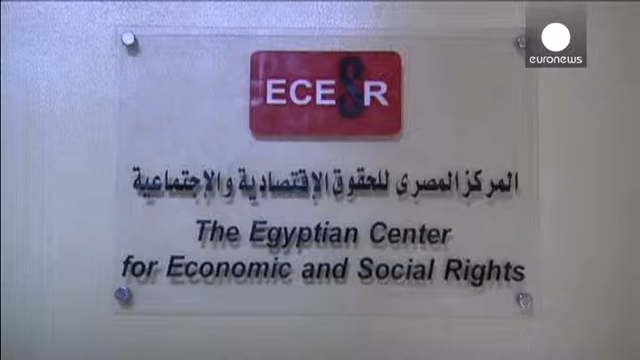 euronews
ECESR
المركز المصرى للحقوق الإقتصادية والإجتماعية
The Egyptian Center
for Economic and Social Rights